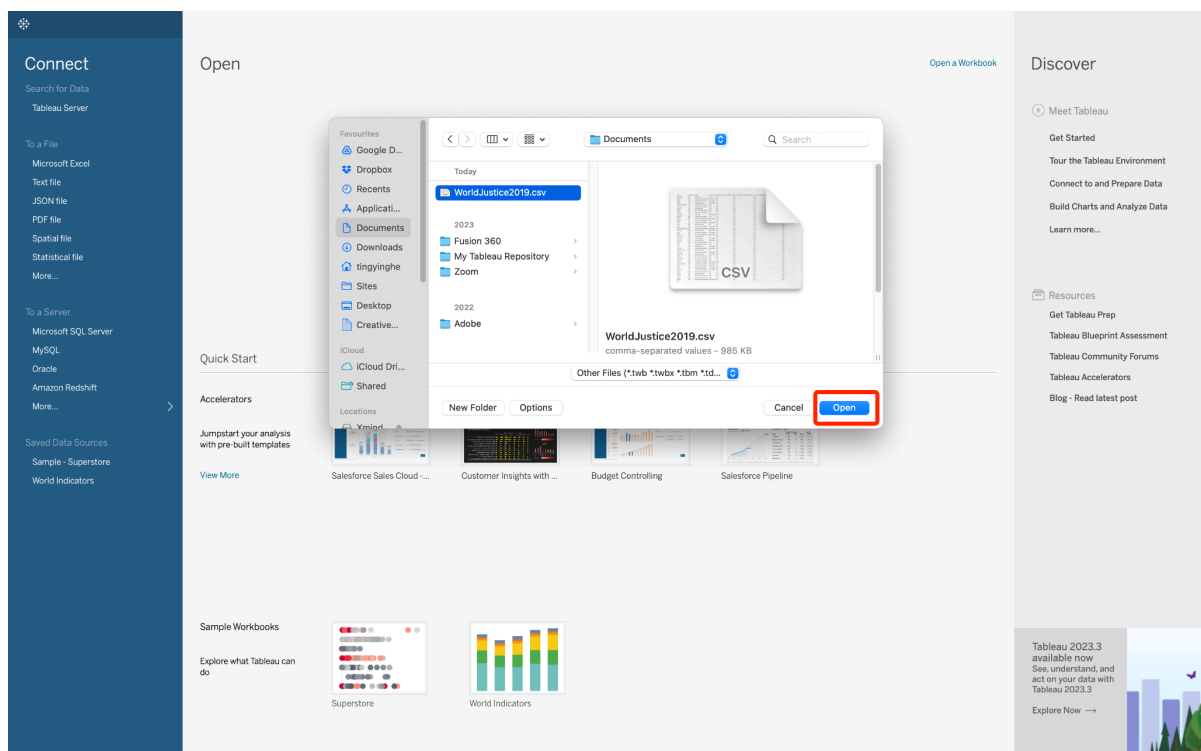 Connect
Search for Data
Tableau Server
To a File
Microsoft Excel
Text file
JSON file
PDF file
Spatial file
Statistical file
More...
To a Server
Microsoft SQL Server
MySQL
Oracle
Amazon Redshift
More...
Saved Data Sources
Sample - Superstore
World Indicators
Open
Open a Workbook
Favourites
Google D...
Dropbox
Recents
Applicati...
Documents
Downloads
tingyinghe
Sites
Desktop
Creative...
iCloud
iCloud Dri...
Shared
Locations
Xmind
Documents
Search
Today
WorldJustice2019.csv
2023
Fusion 360
My Tableau Repository
Zoom
2022
Adobe
CSV
WorldJustice2019.csv
comma-separated values - 985 KB
Other Files (*.twb *.twbx *.tbm *.td...
New Folder
Options
Cancel
Open
Quick Start
Accelerators
Jumpstart your analysis
with pre-built templates
View More
Salesforce Sales Cloud -...
Customer Insights with ...
Budget Controlling
Salesforce Pipeline
Sample Workbooks
Explore what Tableau can
do
Superstore
World Indicators
Discover
Meet Tableau
Get Started
Tour the Tableau Environment
Connect to and Prepare Data
Build Charts and Analyze Data
Learn more...
Resources
Get Tableau Prep
Tableau Blueprint Assessment
Tableau Community Forums
Tableau Accelerators
Blog - Read latest post
Tableau 2023.3
available now
See, understand, and
act on your data with
Tableau 2023.3
Explore Now →